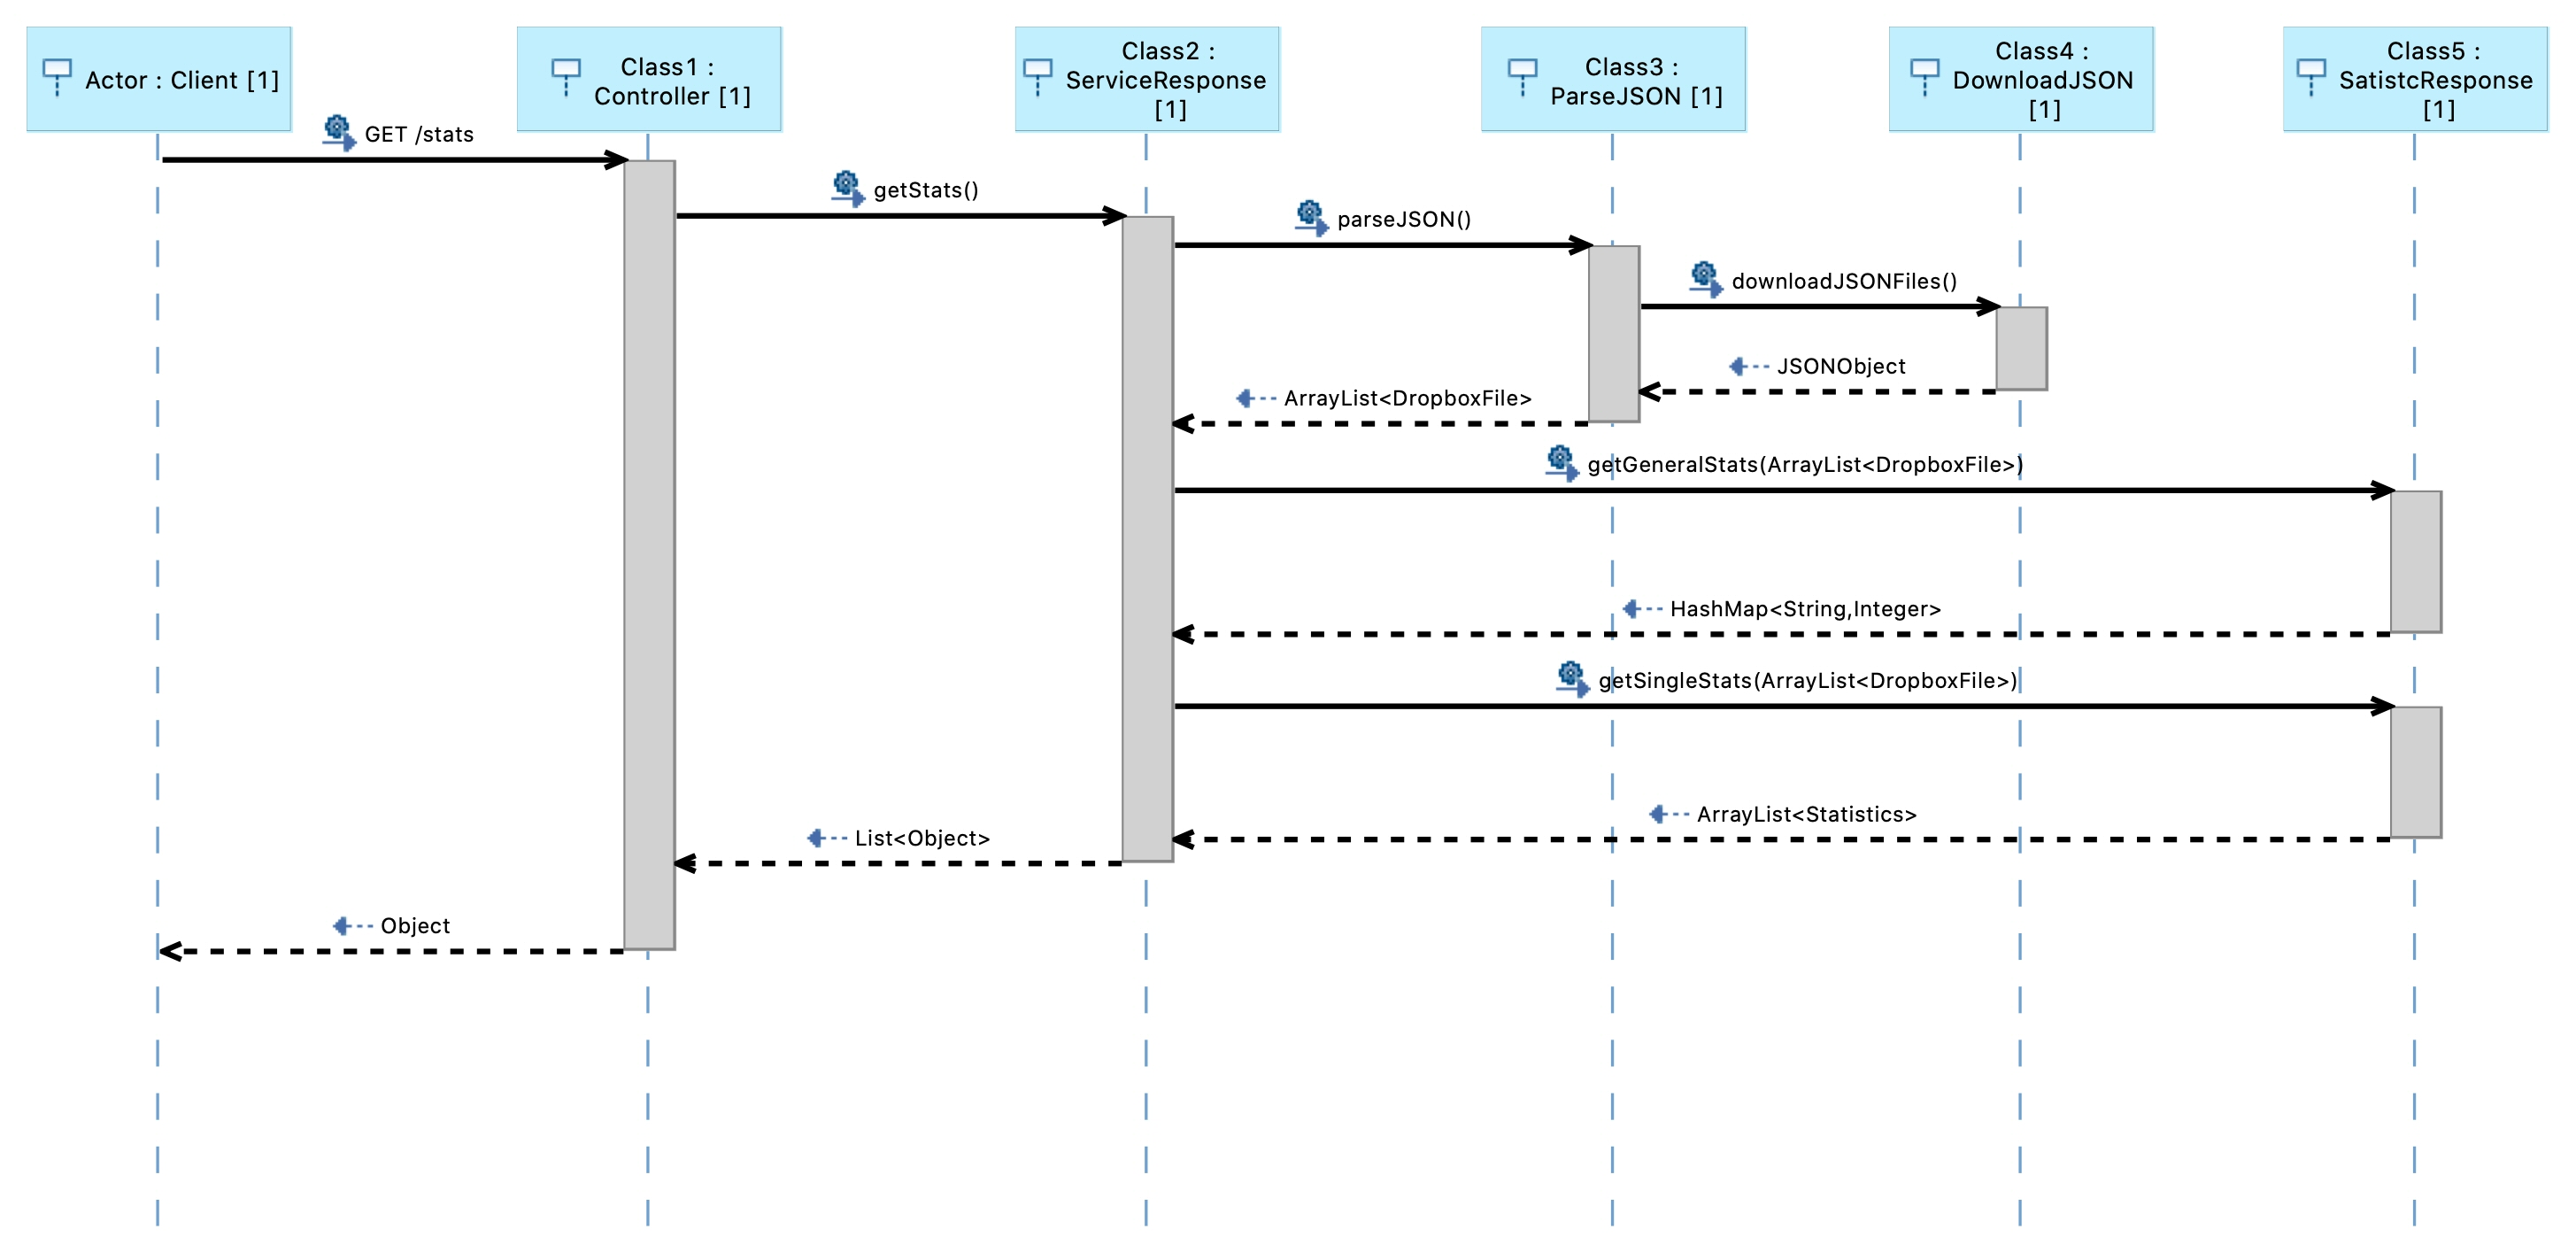 Actor : Client [1]
Class1 :
Controller [1]
Class2 :
ServiceResponse
[1]
Class3 :
ParseJSON [1]
Class4 :
DownloadJSON
[1]
Class5 :
SatistcResponse
[1]
GET /stats
getStats()
parseJSON()
downloadJSONFiles()
JSONObject
ArrayList<DropboxFile>
getGeneralStats(ArrayList<DropboxFile>)
HashMap<String,Integer>
getSingleStats(ArrayList<DropboxFile>)
ArrayList<Statistics>
List<Object>
Object